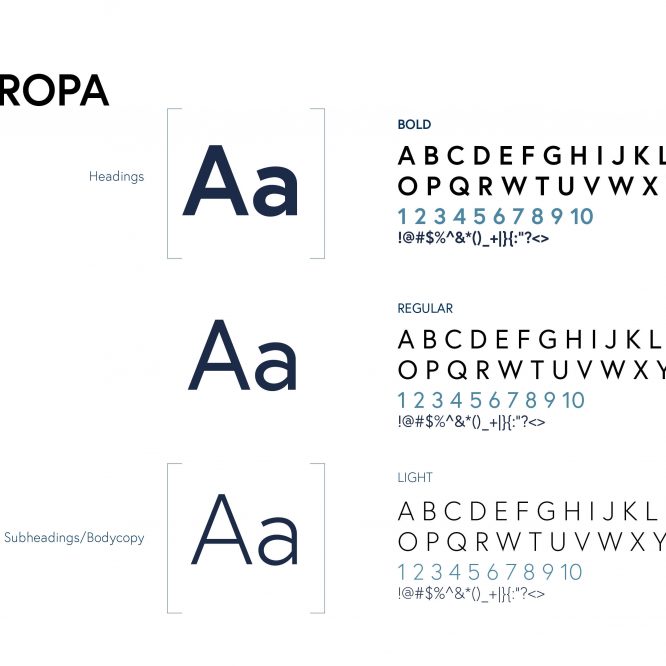 ROPA
Headings
Aa
BOLD
A B C D E F G H I J K L
O P Q R W T U V W X
1 2 3 4 5 6 7 8 9 10
!@#$%^&*()_+|}{:"?<>
Aa
REGULAR
A B C D E F G H I J K L
O P Q R W T U V W X Y
1 2 3 4 5 6 7 8 9 10
!@#$%^&*()_+|}{:"?<>
Subheadings/Bodycopy
Aa
LIGHT
A B C D E F G H I J K L
O P Q R W T U V W X Y
1 2 3 4 5 6 7 8 9 10
!@#$%^&*()_+|}{:"?<>